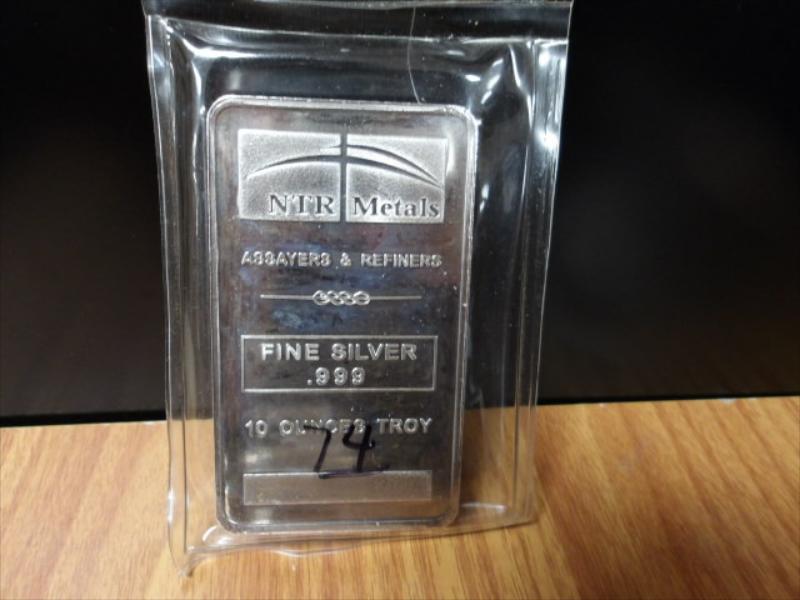 NTR Metals
ASSAYERS & REFINERS
FINE SILVER
.999
10 OUNCES TROY
74